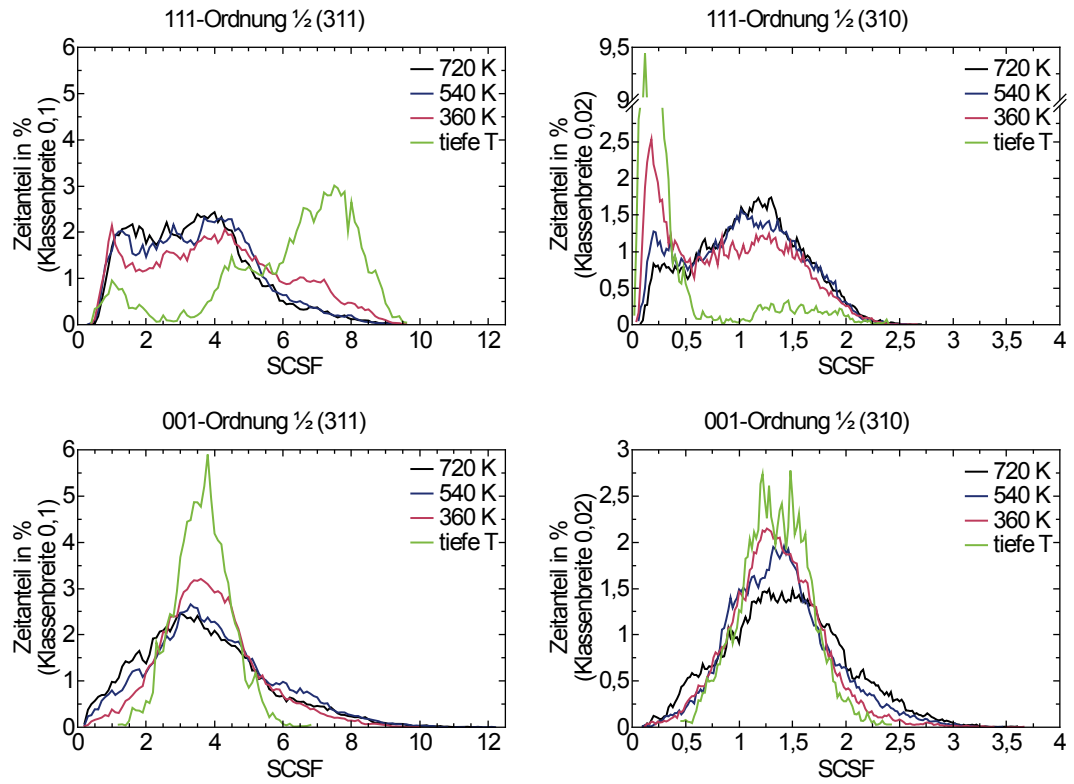 111-Ordnung ½ (311)
6
5
4
3
2
1
0
Zeitanteil in %
(Klassenbreite 0,1)
720 K
540 K
360 K
tiefe T
0 2 4 6 8 10 12
SCSF
111-Ordnung ½ (310)
9,5
9
2,5
2
1,5
1
0,5
0
Zeitanteil in %
(Klassenbreite 0,02)
720 K
540 K
360 K
tiefe T
0 0,5 1 1,5 2 2,5 3 3,5 4
SCSF
001-Ordnung ½ (311)
6
5
4
3
2
1
0
Zeitanteil in %
(Klassenbreite 0,1)
720 K
540 K
360 K
tiefe T
0 2 4 6 8 10 12
SCSF
001-Ordnung ½ (310)
3
2,5
2
1,5
1
0,5
0
Zeitanteil in %
(Klassenbreite 0,02)
720 K
540 K
360 K
tiefe T
0 0,5 1 1,5 2 2,5 3 3,5 4
SCSF